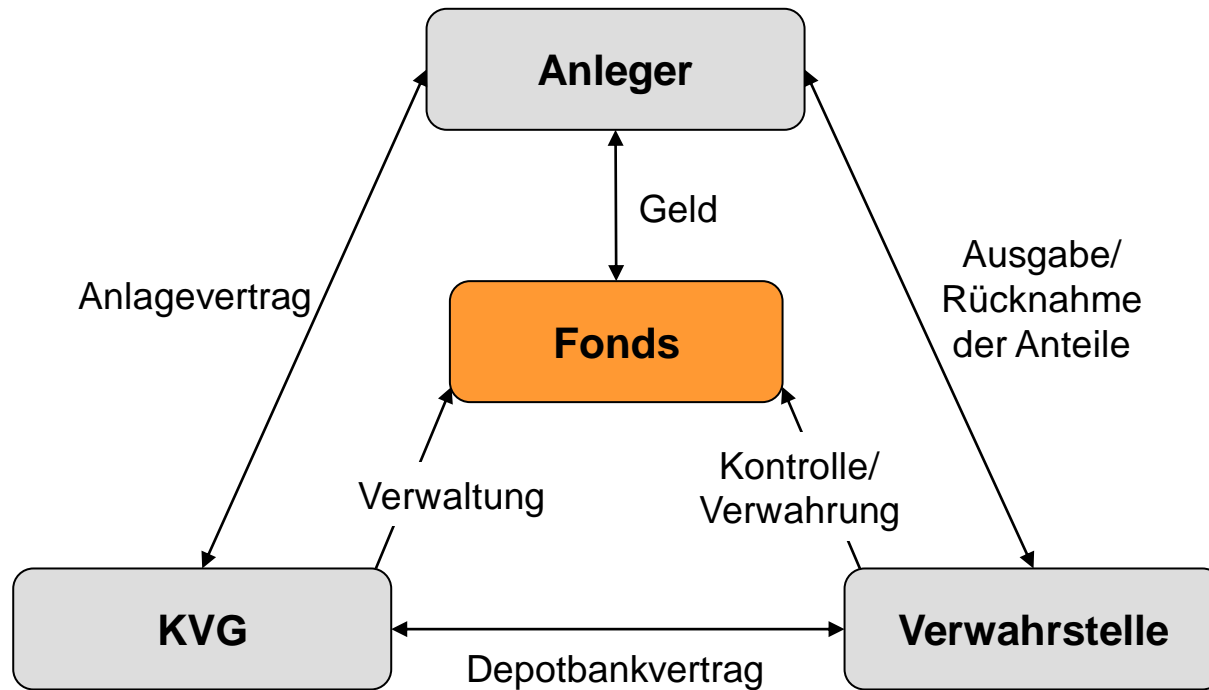 Anleger
Geld
Anlagevertrag
Ausgabe/
Rücknahme
der Anteile
Fonds
Verwaltung
Kontrolle/
Verwahrung
KVG
Verwahrstelle
Depotbankvertrag